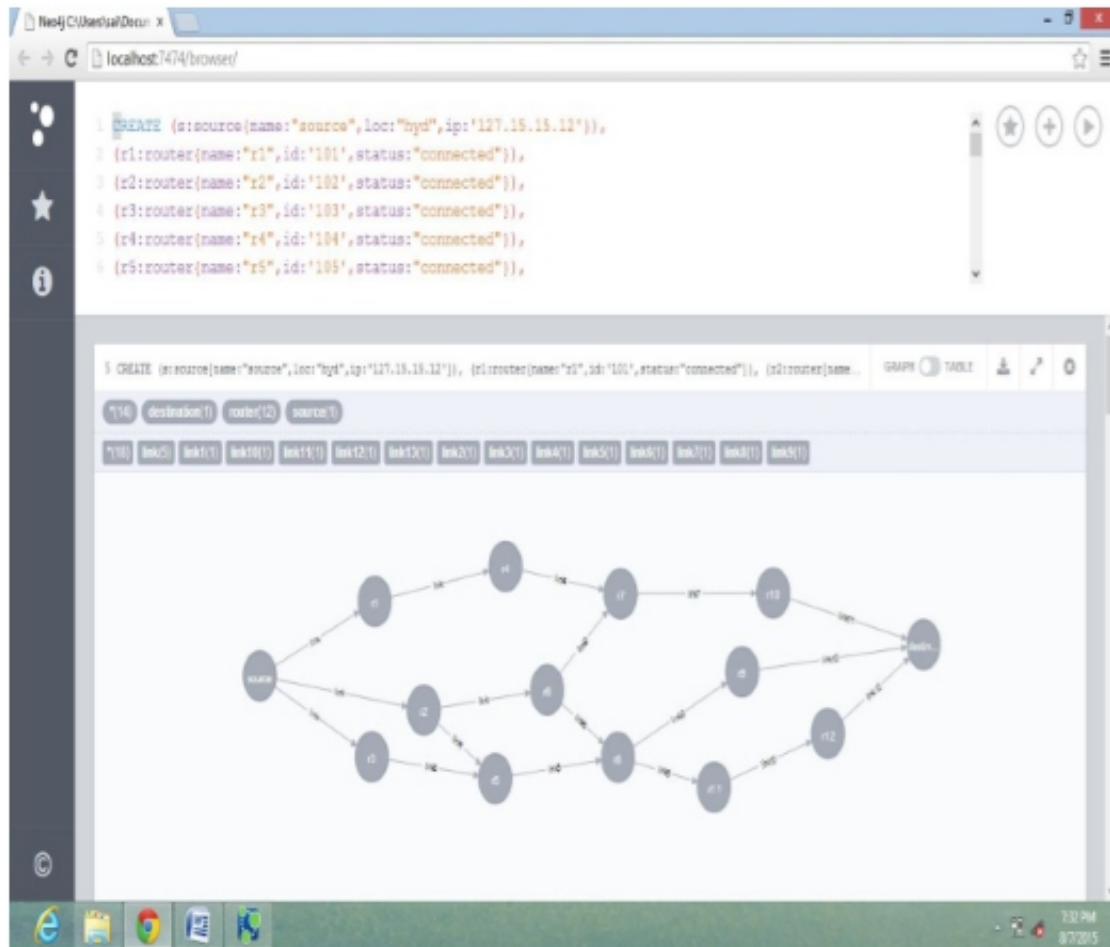 Neo4j C:\Users\sai\Docun x
localhost:7474/browser/
1 CREATE (s:source{name:"source",loc:"hyd",ip:'127.15.15.12'}),
2 (r1:router{name:"r1",id:'101',status:"connected"}),
3 (r2:router{name:"r2",id:'102',status:"connected"}),
4 (r3:router{name:"r3",id:'103',status:"connected"}),
5 (r4:router{name:"r4",id:'104',status:"connected"}),
6 (r5:router{name:"r5",id:'105',status:"connected"}),
$ CREATE (s:source{name:"source",loc:"hyd",ip:'127.15.15.12'}), (r1:router{name:"r1",id:'101',status:"connected"}), (r2:router{name... GRAPH TABLE
*(14) destination(1) router(12) source(1)
*(18) link(5) link1(1) link10(1) link11(1) link12(1) link13(1) link2(1) link3(1) link4(1) link5(1) link6(1) link7(1) link8(1) link9(1)
r4
r1
r7
r10
destin...
source
r2
r3
r5
r12
r11
7:32 PM
8/7/2015